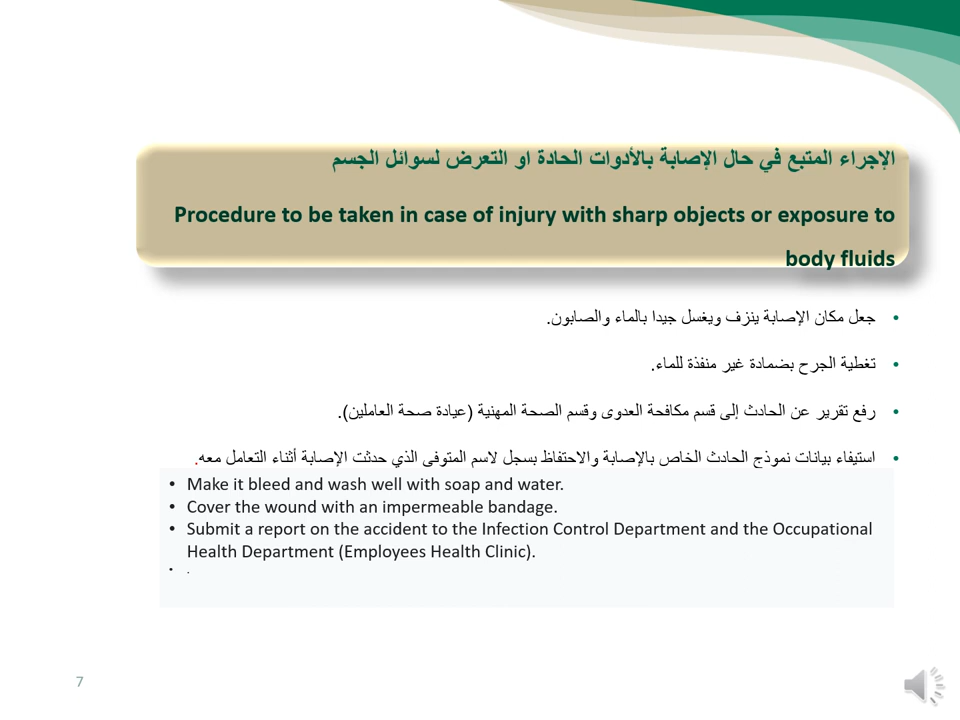 الإجراء المتبع في حال الإصابة بالأدوات الحادة او التعرض لسوائل الجسم
Procedure to be taken in case of injury with sharp objects or exposure to
body fluids
• جعل مكان الإصابة ينزف ويغسل جيدا بالماء والصابون.
• تغطية الجرح بضمادة غير منفذة للماء.
• رفع تقرير عن الحادث إلى قسم مكافحة العدوى وقسم الصحة المهنية (عيادة صحة العاملين).
• استيفاء بيانات نموذج الحادث الخاص بالإصابة والاحتفاظ بسجل لاسم المتوفى الذي حدثت الإصابة أثناء التعامل معه.
• Make it bleed and wash well with soap and water.
• Cover the wound with an impermeable bandage.
• Submit a report on the accident to the Infection Control Department and the Occupational
Health Department (Employees Health Clinic).
• .
7